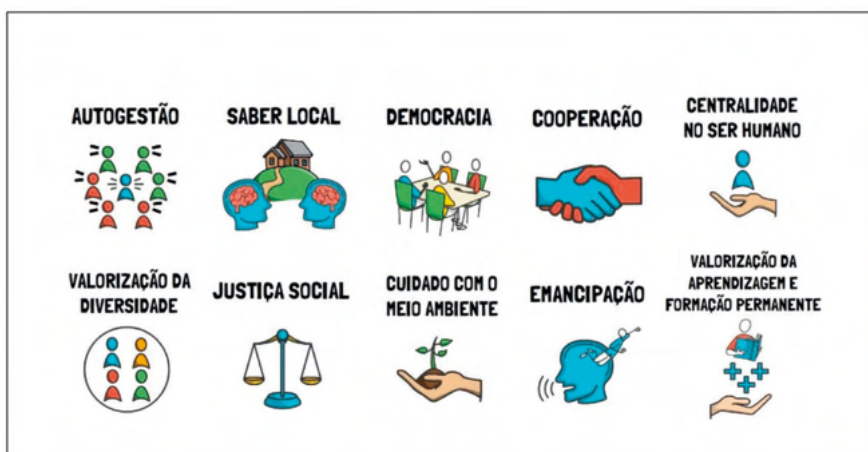 AUTOGESTÃO
SABER LOCAL
DEMOCRACIA
COOPERAÇÃO
CENTRALIDADE
NO SER HUMANO
VALORIZAÇÃO DA
DIVERSIDADE
JUSTIÇA SOCIAL
CUIDADO COM O
MEIO AMBIENTE
EMANCIPAÇÃO
VALORIZAÇÃO DA
APRENDIZAGEM E
FORMAÇÃO PERMANENTE